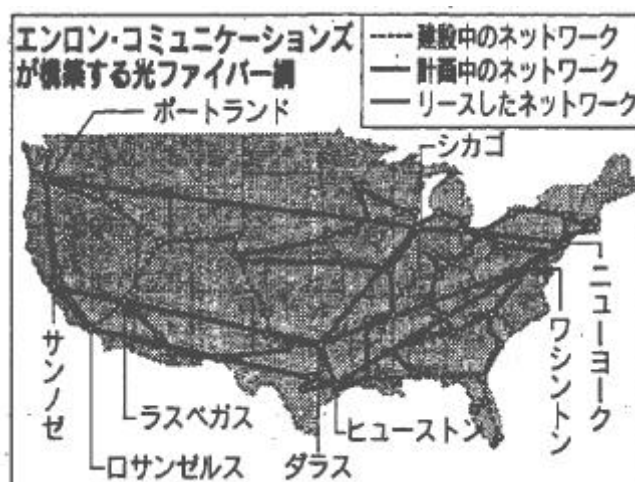 エンロン・コミュニケーションズ
が構築する光ファイバー網
建設中のネットワーク
計画中のネットワーク
リースしたネットワーク
ポートランド
シカゴ
ニューヨーク
ワシントン
サンノゼ
ラスベガス
ヒューストン
ロサンゼルス
ダラス